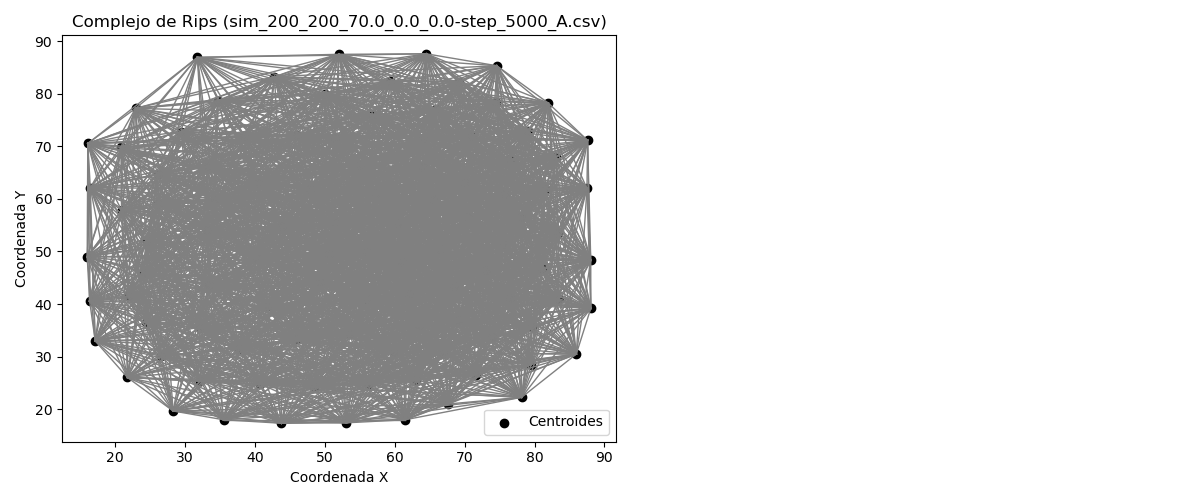 Complejo de Rips (sim_200_200_70.0_0.0_0.0-step_5000_A.csv)
Coordenada Y
90
80
70
60
50
40
30
20
Centroides
20 30 40 50 60 70 80 90
Coordenada X